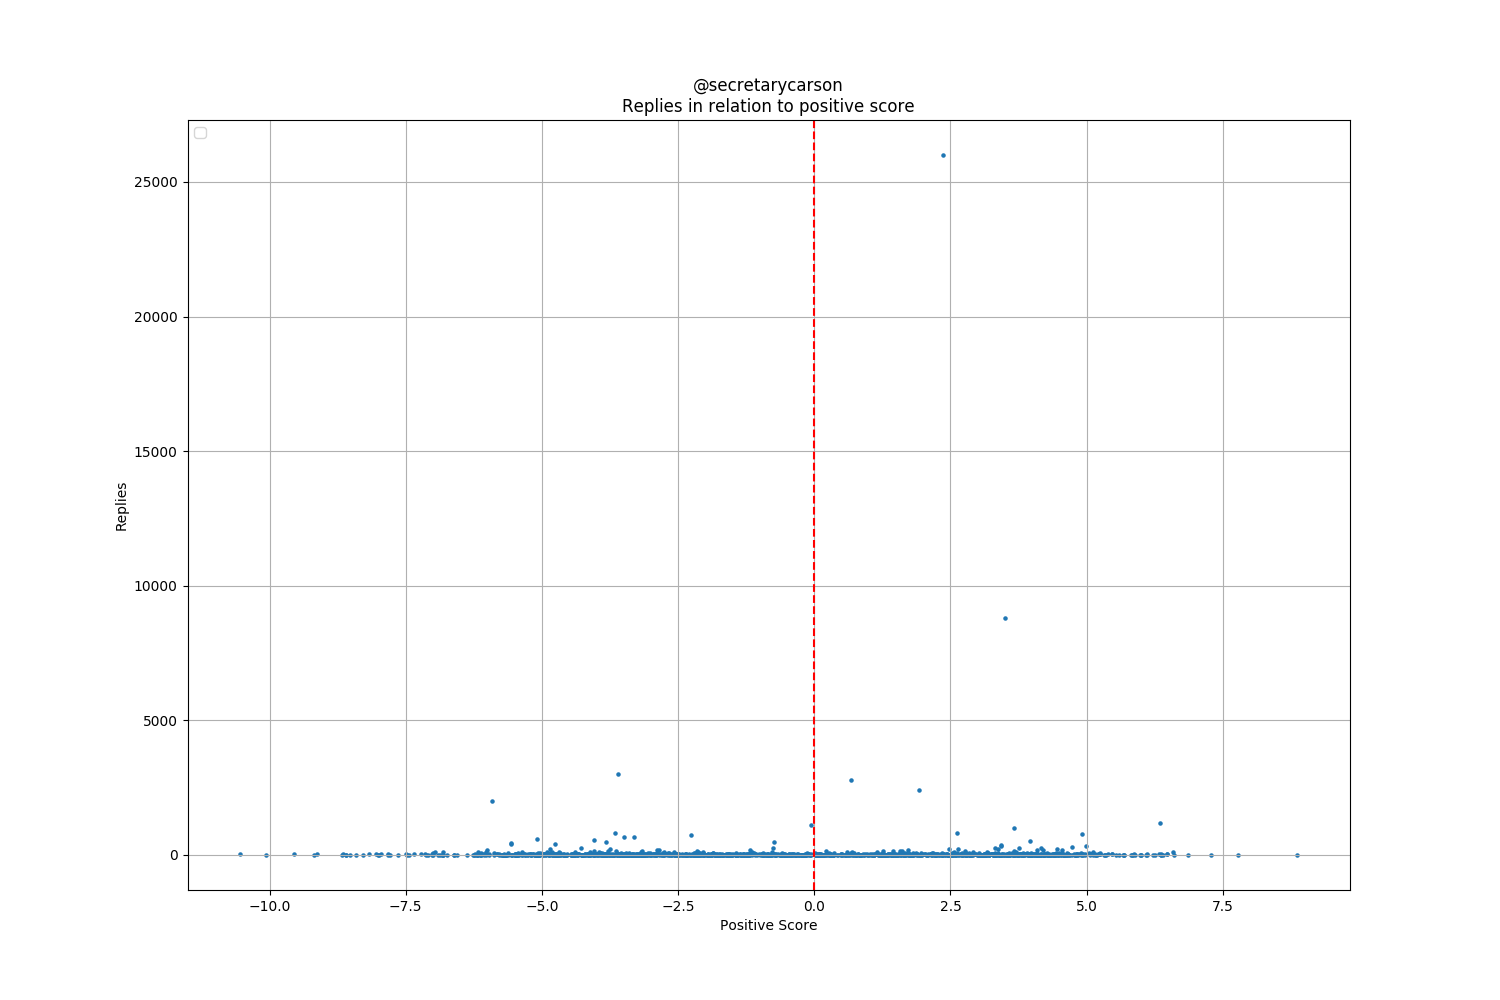 @secretarycarson
Replies in relation to positive score
25000
20000
15000
10000
5000
0
Replies
−10.0 −7.5 −5.0 −2.5 0.0 2.5 5.0 7.5
Positive Score